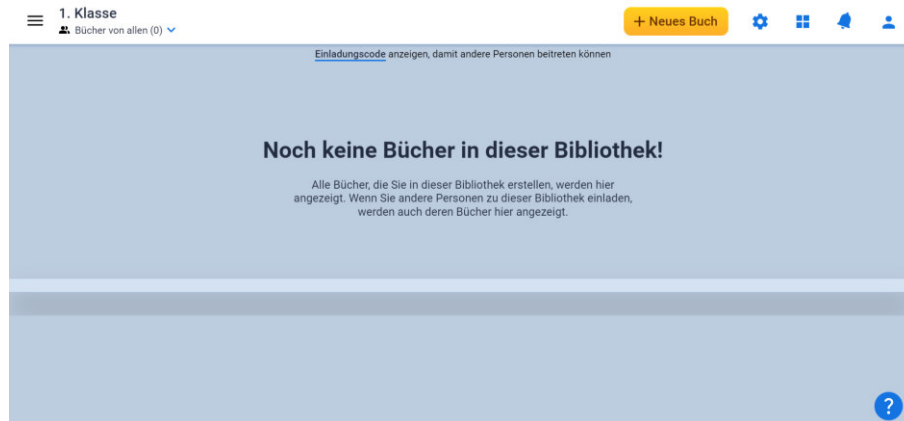 1. Klasse
Bücher von allen (0)
+ Neues Buch
Einladungscode anzeigen, damit andere Personen beitreten können
Noch keine Bücher in dieser Bibliothek!
Alle Bücher, die Sie in dieser Bibliothek erstellen, werden hier
angezeigt. Wenn Sie andere Personen zu dieser Bibliothek einladen,
werden auch deren Bücher hier angezeigt.
?